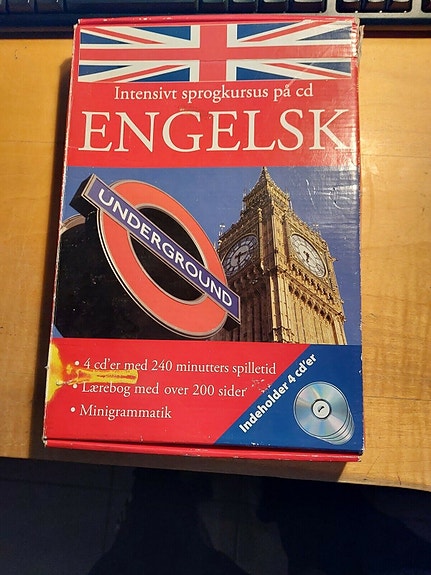 Intensivt sprogkursus på cd
ENGELSK
UNDERGROUND
• 4 cd'er med 240 minutters spilletid
• Lærebog med over 200 sider
• Minigrammatik
Indeholder 4 cd'er